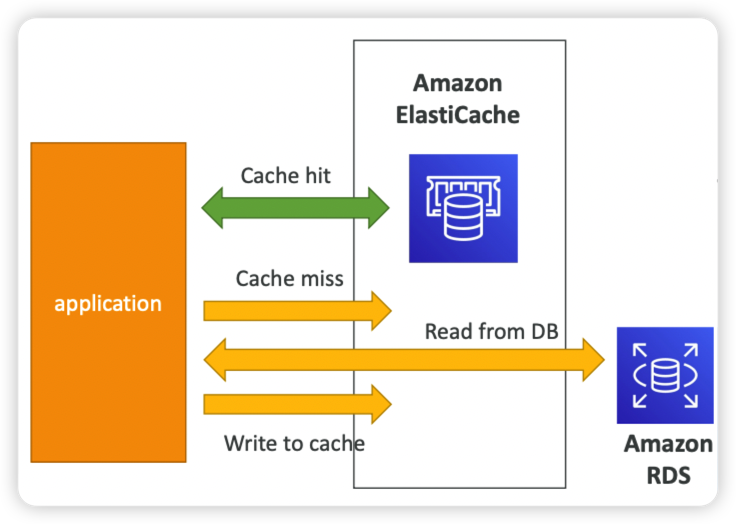 Amazon
ElastiCache
Cache hit
Cache miss
application
Read from DB
Write to cache
Amazon
RDS